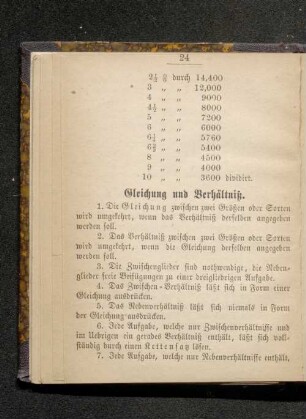 24
2½ % durch 14,400
3 „ „ 12,000
4 „ „ 9000
4½ „ „ 8000
5 „ „ 7200
6 „ „ 6000
„ „ 5760
6⅔ „ „ 5400
8 „ „ 4500
9 „ „ 4000
10 „ „ 3600 dividirt.
Gleichung und Verhältniß.
1. Die Gleichung zwischen zwei Größen oder Sorten
wird umgekehrt, wenn das Verhältniß derselben angegeben
werden soll.
2. Das Verhältniß zwischen zwei Größen oder Sorten
wird umgekehrt, wenn die Gleichung derselben angegeben
werden soll.
3. Die Zwischenglieder sind nothwendige, die Neben-
glieder freie Beifügungen zu einer dreigliedrigen Aufgabe.
4. Das Zwischen-Verhältniß läßt sich in Form einer
Gleichung ausdrücken.
5. Das Nebenverhältniß läßt sich niemals in Form
der Gleichung ausdrücken.
6. Jede Aufgabe, welche nur Zwischenverhältnisse und
im Uebrigen ein gerades Verhältniß enthält, läßt sich voll-
ständig durch einen Kettensatz lösen.
7. Jede Aufgabe, welche nur Nebenverhältnisse enthält,